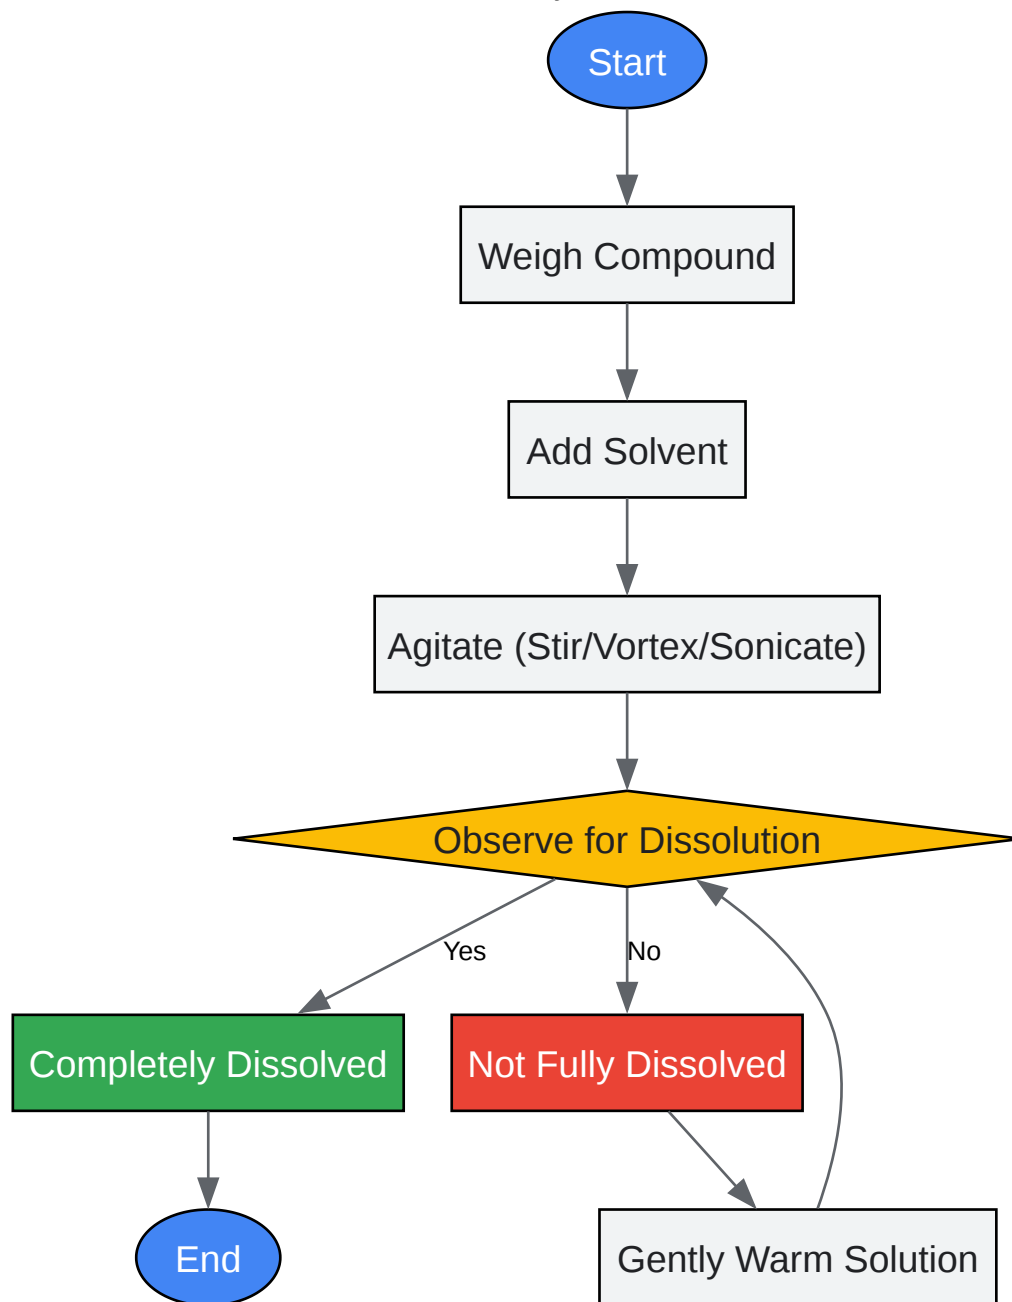 Start
Weigh Compound
Add Solvent
Agitate (Stir/Vortex/Sonicate)
Observe for Dissolution
Yes
No
Completely Dissolved
Not Fully Dissolved
End
Gently Warm Solution